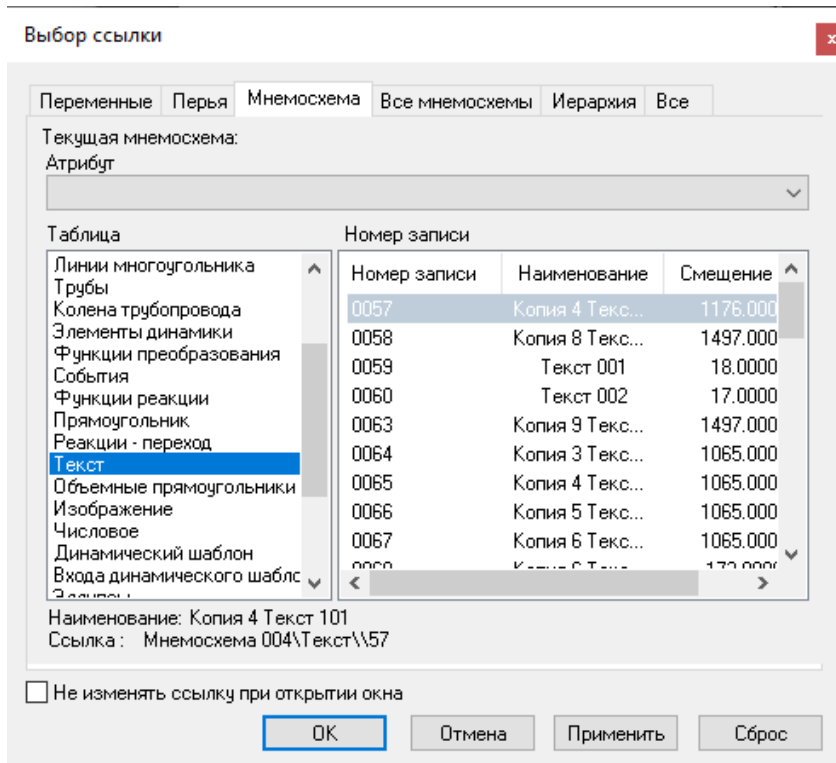 Выбор ссылки
x
Переменные Перья Мнемосхема Все мнемосхемы Иерархия Все
Текущая мнемосхема:
Атрибут
Таблица
Номер записи
Линии многоугольника
Трубы
Колена трубопровода
Элементы динамики
Функции преобразования
События
Функции реакции
Прямоугольник
Реакции - переход
Текст
Объемные прямоугольники
Изображение
Числовое
Динамический шаблон
Входа динамического шаблс
Номер записи Наименование Смещение
0057 Копия 4 Текс... 1176.000
0058 Копия 8 Текс... 1497.000
0059 Текст 001 18.0000
0060 Текст 002 17.0000
0063 Копия 9 Текс... 1497.000
0064 Копия 3 Текс... 1065.000
0065 Копия 4 Текс... 1065.000
0066 Копия 5 Текс... 1065.000
0067 Копия 6 Текс... 1065.000
Наименование: Копия 4 Текст 101
Ссылка : Мнемосхема 004\Текст\\57
Не изменять ссылку при открытии окна
OK Отмена Применить Сброс